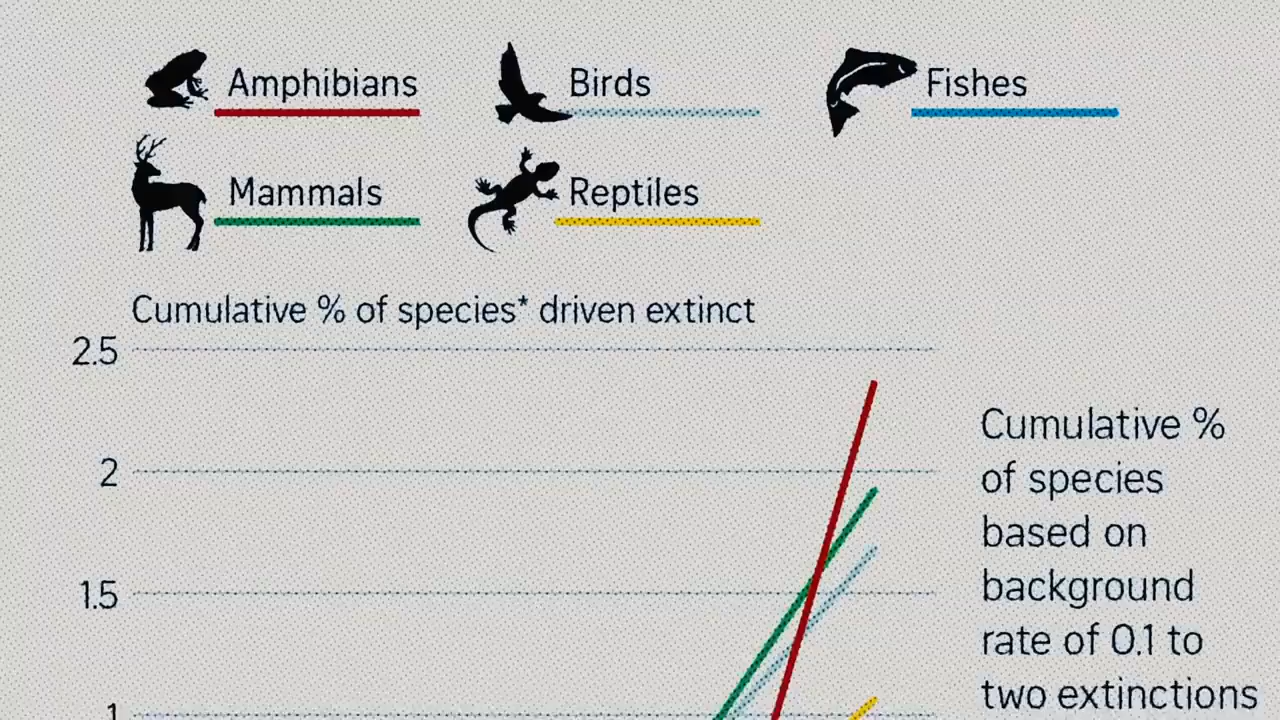 Amphibians
Birds
Fishes
Mammals
Reptiles
Cumulative % of species* driven extinct
2.5
2
1.5
1
Cumulative %
of species
based on
background
rate of 0.1 to
two extinctions